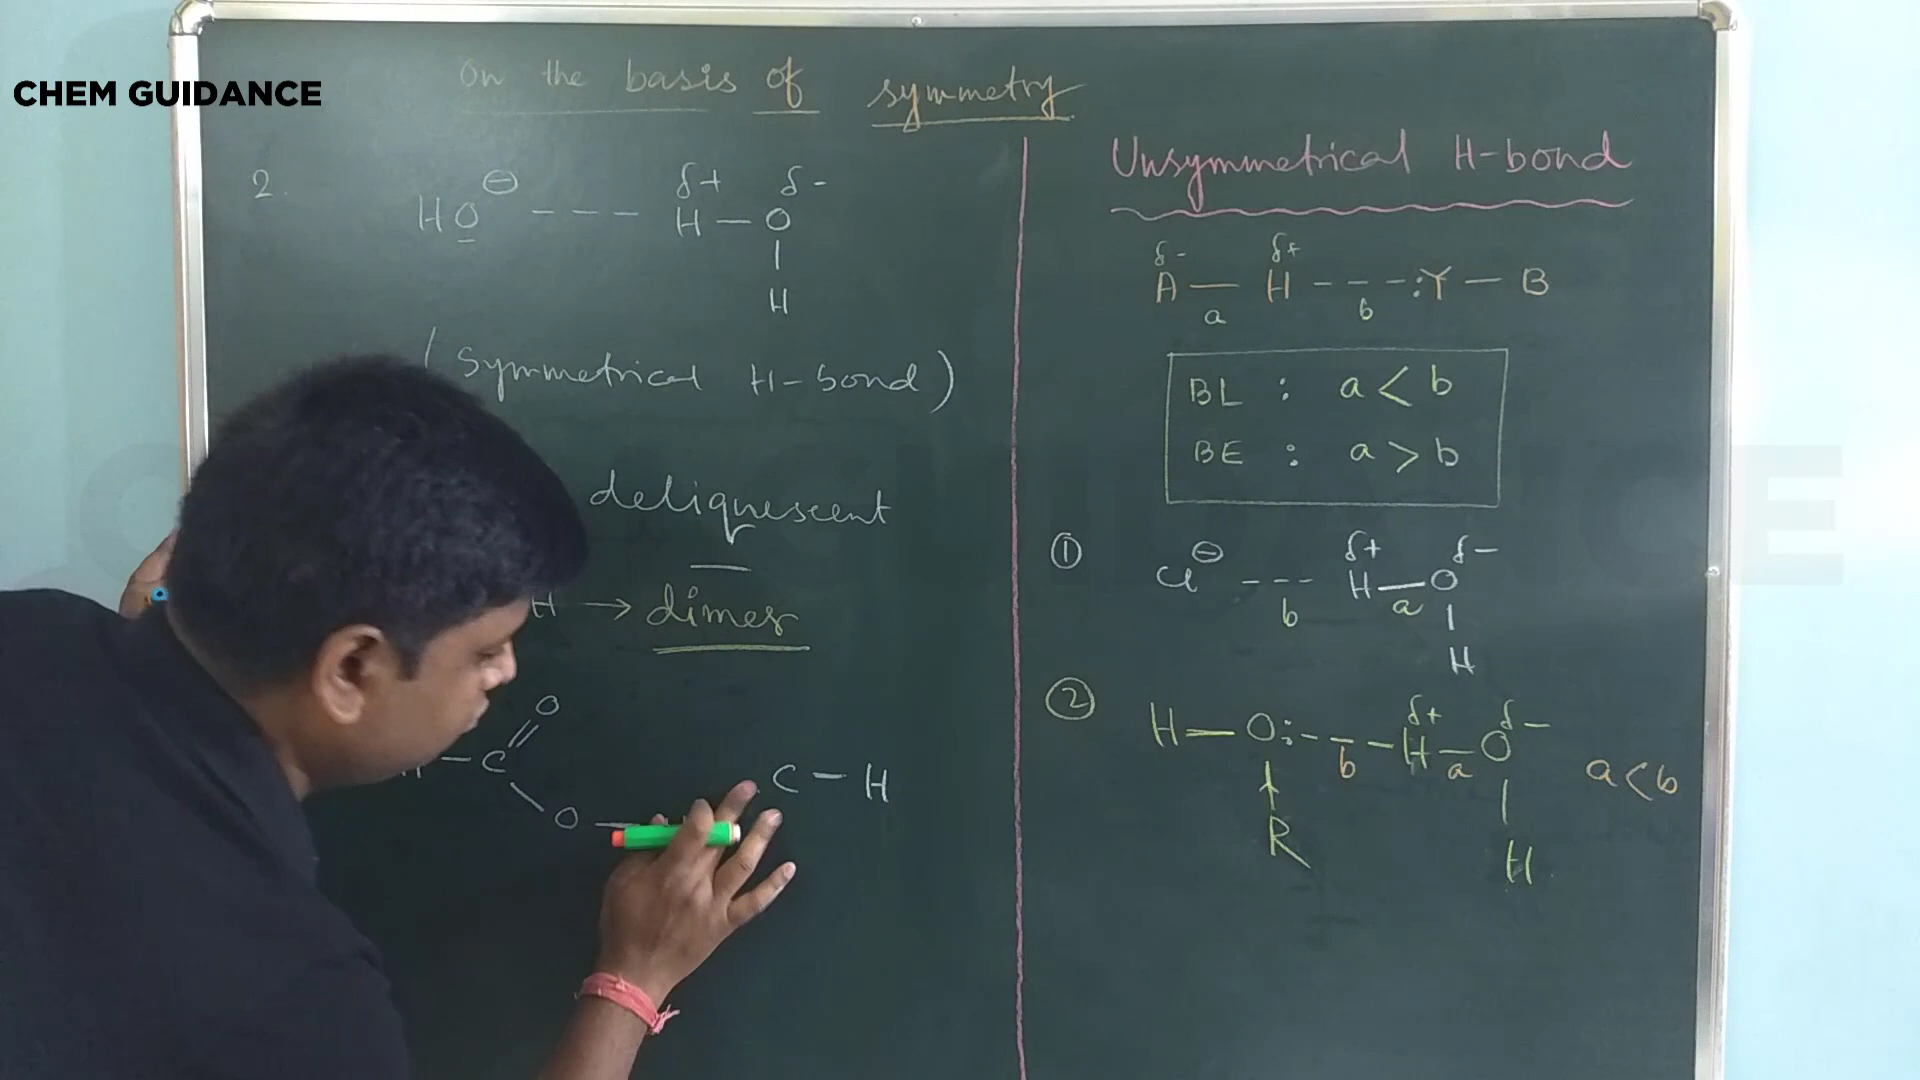 CHEM GUIDANCE
On the basis of symmetry
2.
⊖ δ+ δ-
HO --- H — O
|
H
(Symmetrical H-bond)
deliquescent
H → dimer
O
C
C — H
O —
Unsymmetrical H-bond
δ- δ+
A — H - - - :Y — B
a b
BL : a < b
BE : a > b
① ⊖ δ+ δ-
Cl --- H — O
b a
|
H
② δ+ δ-
H — O: - - - H — O
b a
a < b
R
H